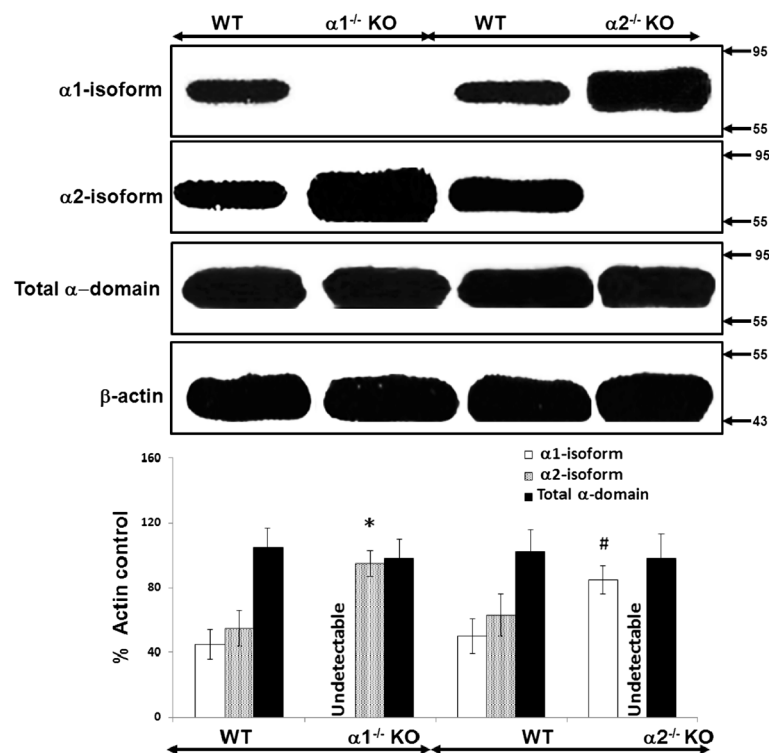 WT α1⁻/⁻ KO WT α2⁻/⁻ KO
95
α1-isoform
55
95
α2-isoform
55
95
Total α–domain
55
55
β-actin
43
160
120
80
40
0
% Actin control
α1-isoform
α2-isoform
Total α-domain
*
#
Undetectable
Undetectable
WT α1⁻/⁻ KO WT α2⁻/⁻ KO